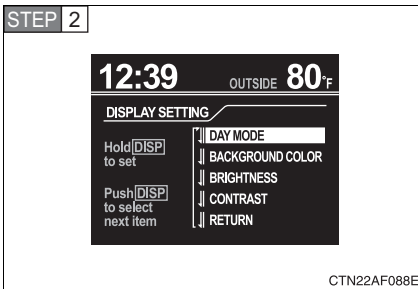 STEP 2
12:39 OUTSIDE 80°F
DISPLAY SETTING
Hold DISP
to set
Push DISP
to select
next item
DAY MODE
BACKGROUND COLOR
BRIGHTNESS
CONTRAST
RETURN
CTN22AF088E